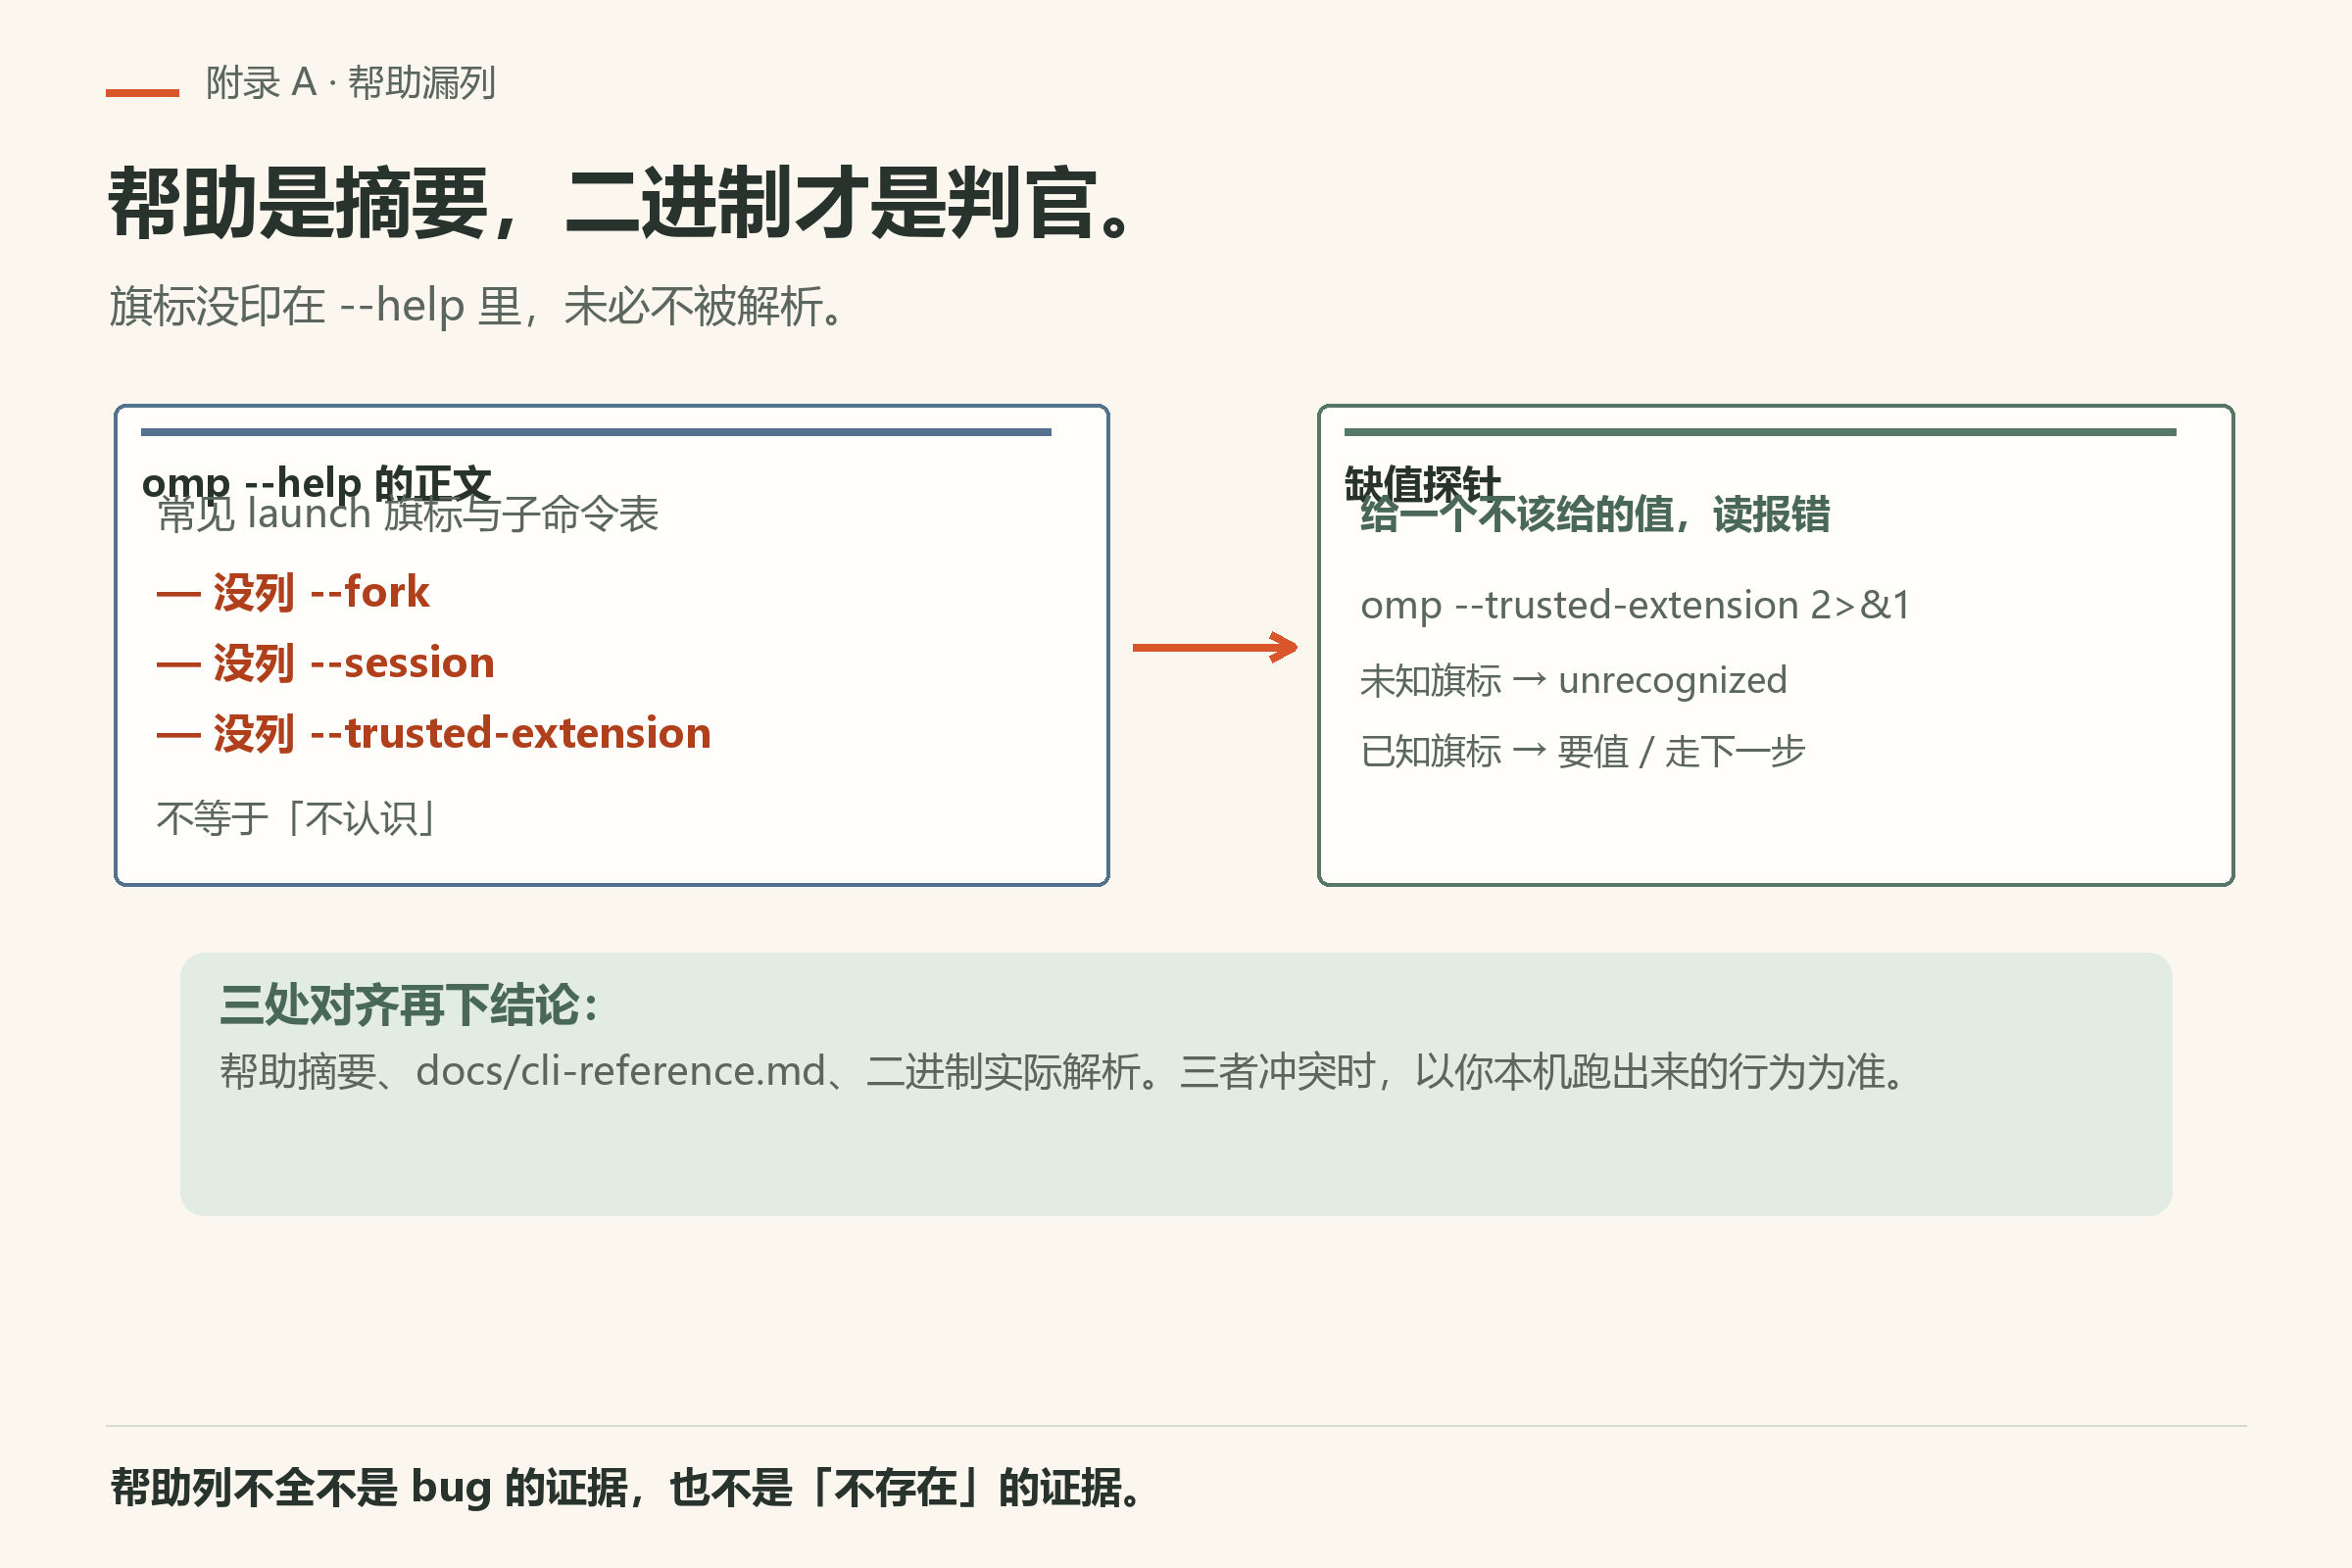 附录 A · 帮助漏列
帮助是摘要，二进制才是判官。
旗标没印在 --help 里，未必不被解析。
omp --help 的正文
常见 launch 旗标与子命令表
— 没列 --fork
— 没列 --session
— 没列 --trusted-extension
不等于「不认识」
缺值探针
给一个不该给的值，读报错
omp --trusted-extension 2>&1
未知旗标 → unrecognized
已知旗标 → 要值 / 走下一步
三处对齐再下结论：
帮助摘要、docs/cli-reference.md、二进制实际解析。三者冲突时，以你本机跑出来的行为为准。
帮助列不全不是 bug 的证据，也不是「不存在」的证据。